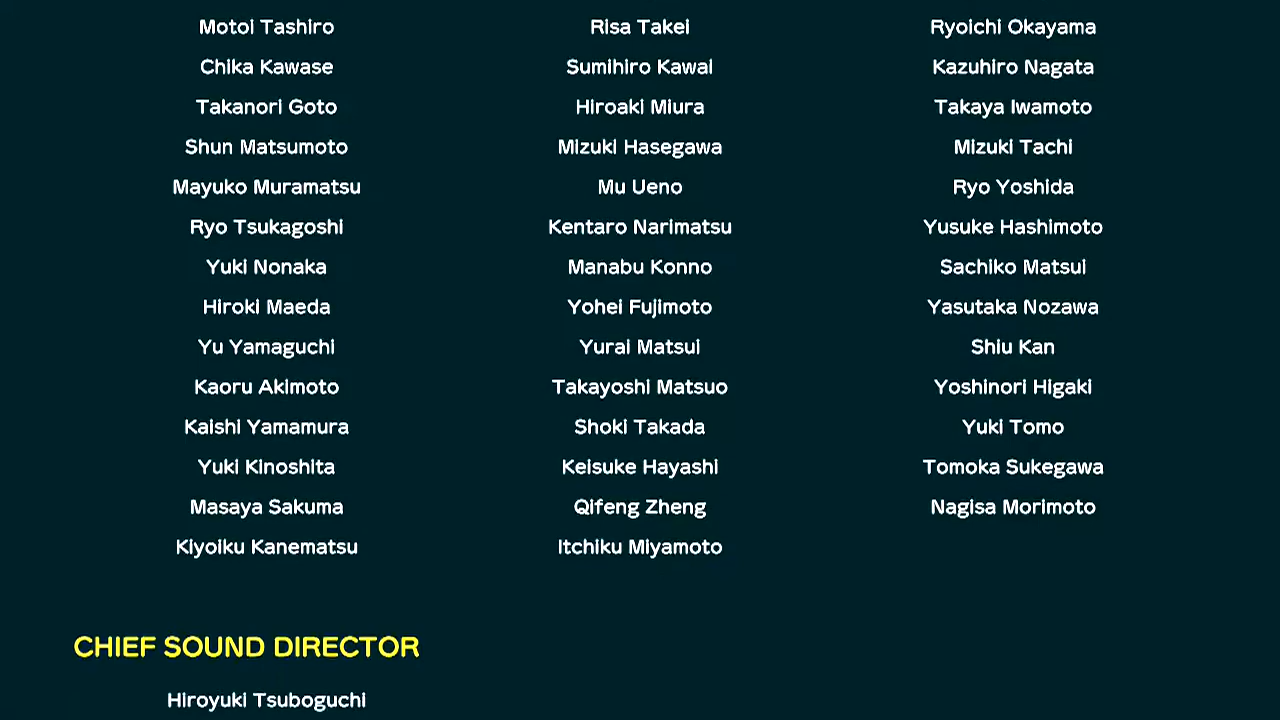 Motoi Tashiro Risa Takei Ryoichi Okayama
Chika Kawase Sumihiro Kawai Kazuhiro Nagata
Takanori Goto Hiroaki Miura Takaya Iwamoto
Shun Matsumoto Mizuki Hasegawa Mizuki Tachi
Mayuko Muramatsu Mu Ueno Ryo Yoshida
Ryo Tsukagoshi Kentaro Narimatsu Yusuke Hashimoto
Yuki Nonaka Manabu Konno Sachiko Matsui
Hiroki Maeda Yohei Fujimoto Yasutaka Nozawa
Yu Yamaguchi Yurai Matsui Shiu Kan
Kaoru Akimoto Takayoshi Matsuo Yoshinori Higaki
Kaishi Yamamura Shoki Takada Yuki Tomo
Yuki Kinoshita Keisuke Hayashi Tomoka Sukegawa
Masaya Sakuma Qifeng Zheng Nagisa Morimoto
Kiyoiku Kanematsu Itchiku Miyamoto
CHIEF SOUND DIRECTOR
Hiroyuki Tsuboguchi